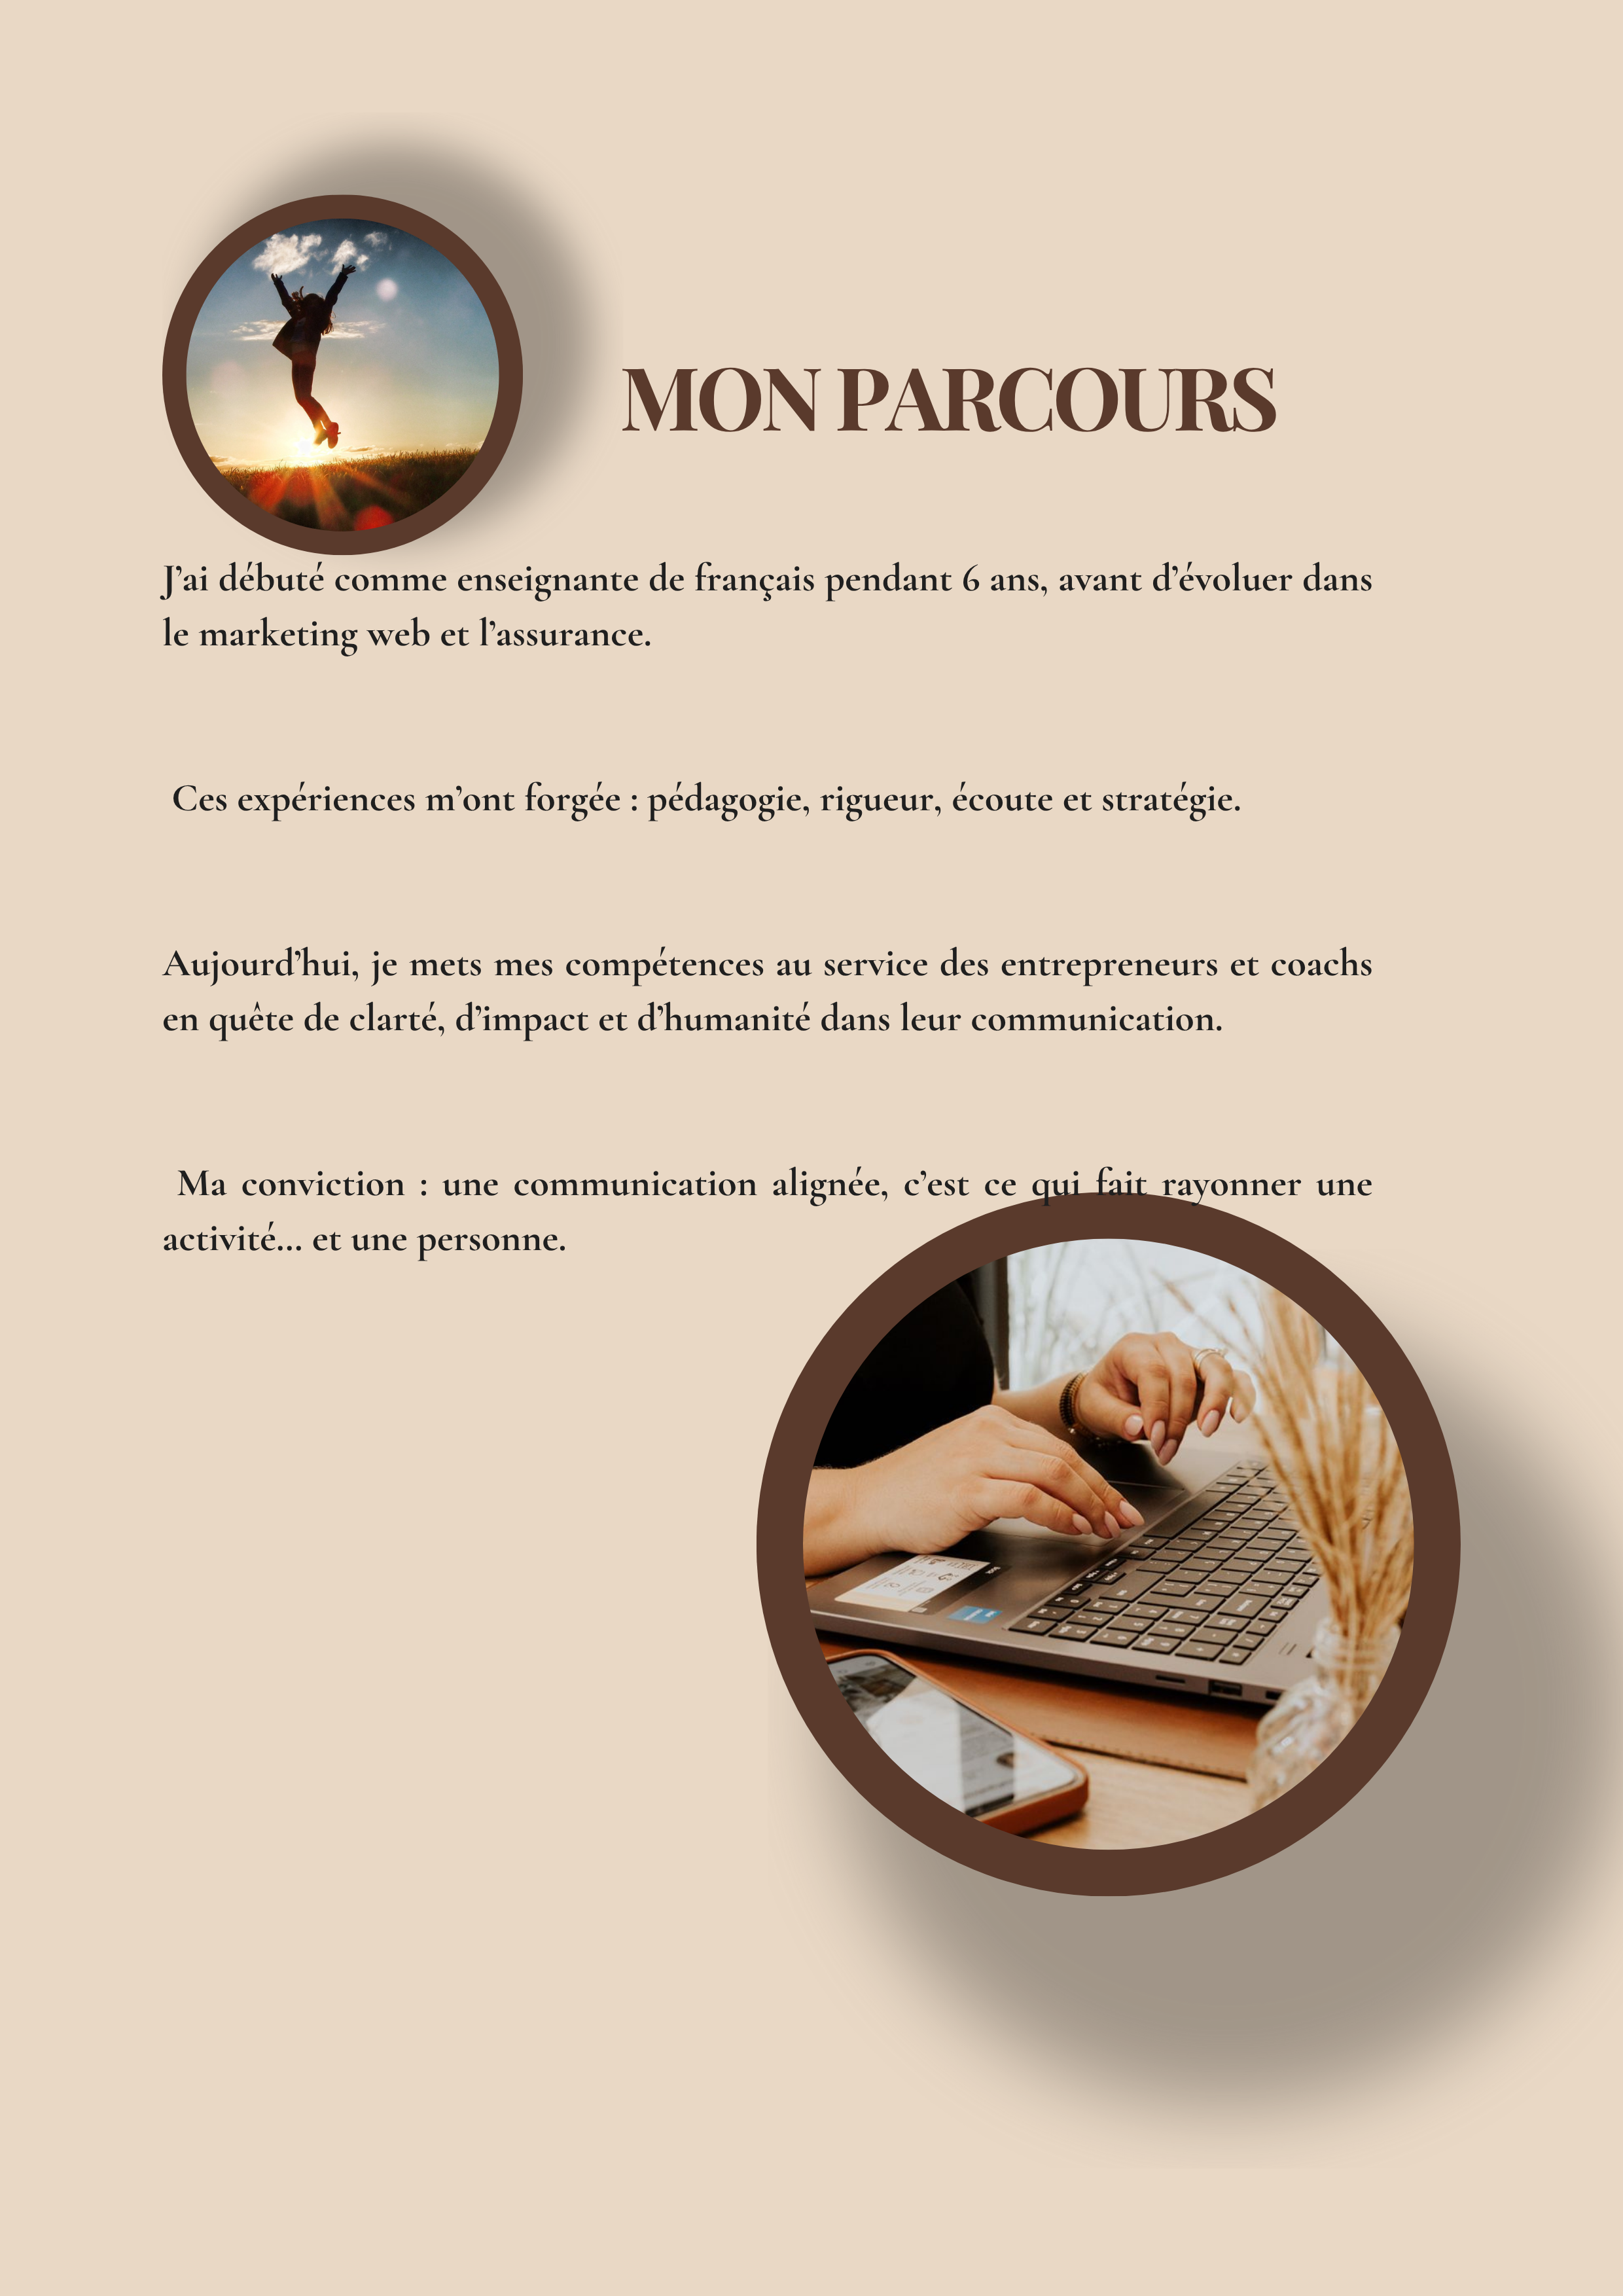 MON PARCOURS
J’ai débuté comme enseignante de français pendant 6 ans, avant d’évoluer dans
le marketing web et l’assurance.
Ces expériences m’ont forgée : pédagogie, rigueur, écoute et stratégie.
Aujourd’hui, je mets mes compétences au service des entrepreneurs et coachs
en quête de clarté, d’impact et d’humanité dans leur communication.
Ma conviction : une communication alignée, c’est ce qui fait rayonner une
activité... et une personne.